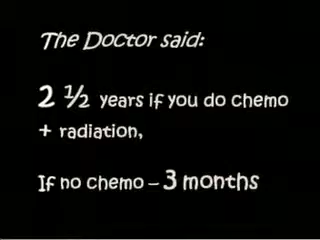 The Doctor said:
2 ½ years if you do chemo
+ radiation,
If no chemo – 3 months